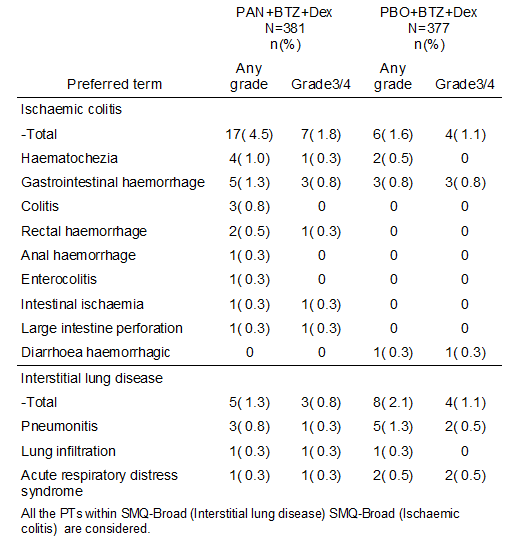 PAN+BTZ+Dex PBO+BTZ+Dex
N=381 N=377
n(%) n(%)
Preferred term Any grade Grade3/4 Any grade Grade3/4
Ischaemic colitis
-Total 17( 4.5) 7( 1.8) 6( 1.6) 4( 1.1)
Haematochezia 4( 1.0) 1( 0.3) 2( 0.5) 0
Gastrointestinal haemorrhage 5( 1.3) 3( 0.8) 3( 0.8) 3( 0.8)
Colitis 3( 0.8) 0 0 0
Rectal haemorrhage 2( 0.5) 1( 0.3) 0 0
Anal haemorrhage 1( 0.3) 0 0 0
Enterocolitis 1( 0.3) 0 0 0
Intestinal ischaemia 1( 0.3) 1( 0.3) 0 0
Large intestine perforation 1( 0.3) 1( 0.3) 0 0
Diarrhoea haemorrhagic 0 0 1( 0.3) 1( 0.3)
Interstitial lung disease
-Total 5( 1.3) 3( 0.8) 8( 2.1) 4( 1.1)
Pneumonitis 3( 0.8) 1( 0.3) 5( 1.3) 2( 0.5)
Lung infiltration 1( 0.3) 1( 0.3) 1( 0.3) 0
Acute respiratory distress 1( 0.3) 1( 0.3) 2( 0.5) 2( 0.5)
syndrome
All the PTs within SMQ-Broad (Interstitial lung disease) SMQ-Broad (Ischaemic
colitis) are considered.